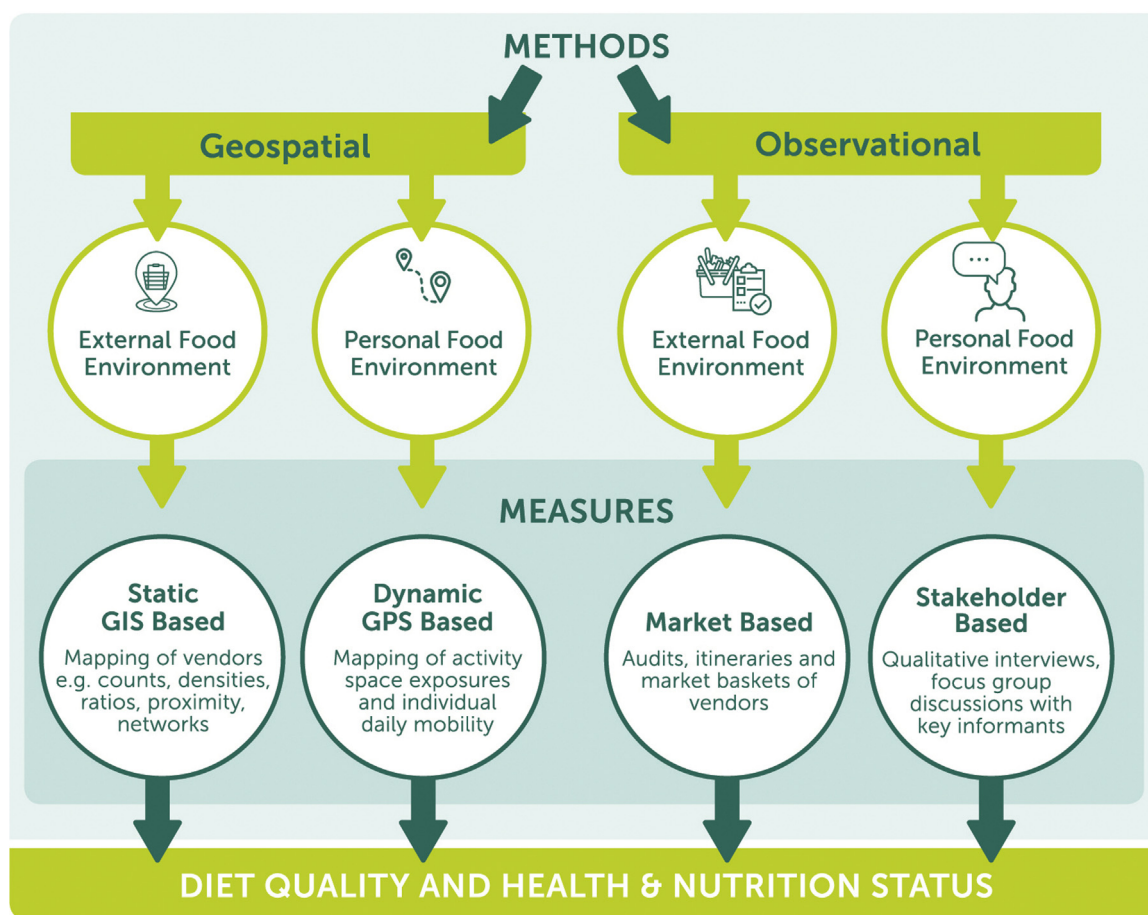 METHODS
Geospatial
Observational
External Food
Environment
Personal Food
Environment
External Food
Environment
Personal Food
Environment
MEASURES
Static
GIS Based
Mapping of vendors
e.g. counts, densities,
ratios, proximity,
networks
Dynamic
GPS Based
Mapping of activity
space exposures
and individual
daily mobility
Market Based
Audits, itineraries and
market baskets of
vendors
Stakeholder
Based
Qualitative interviews,
focus group
discussions with
key informants
DIET QUALITY AND HEALTH & NUTRITION STATUS